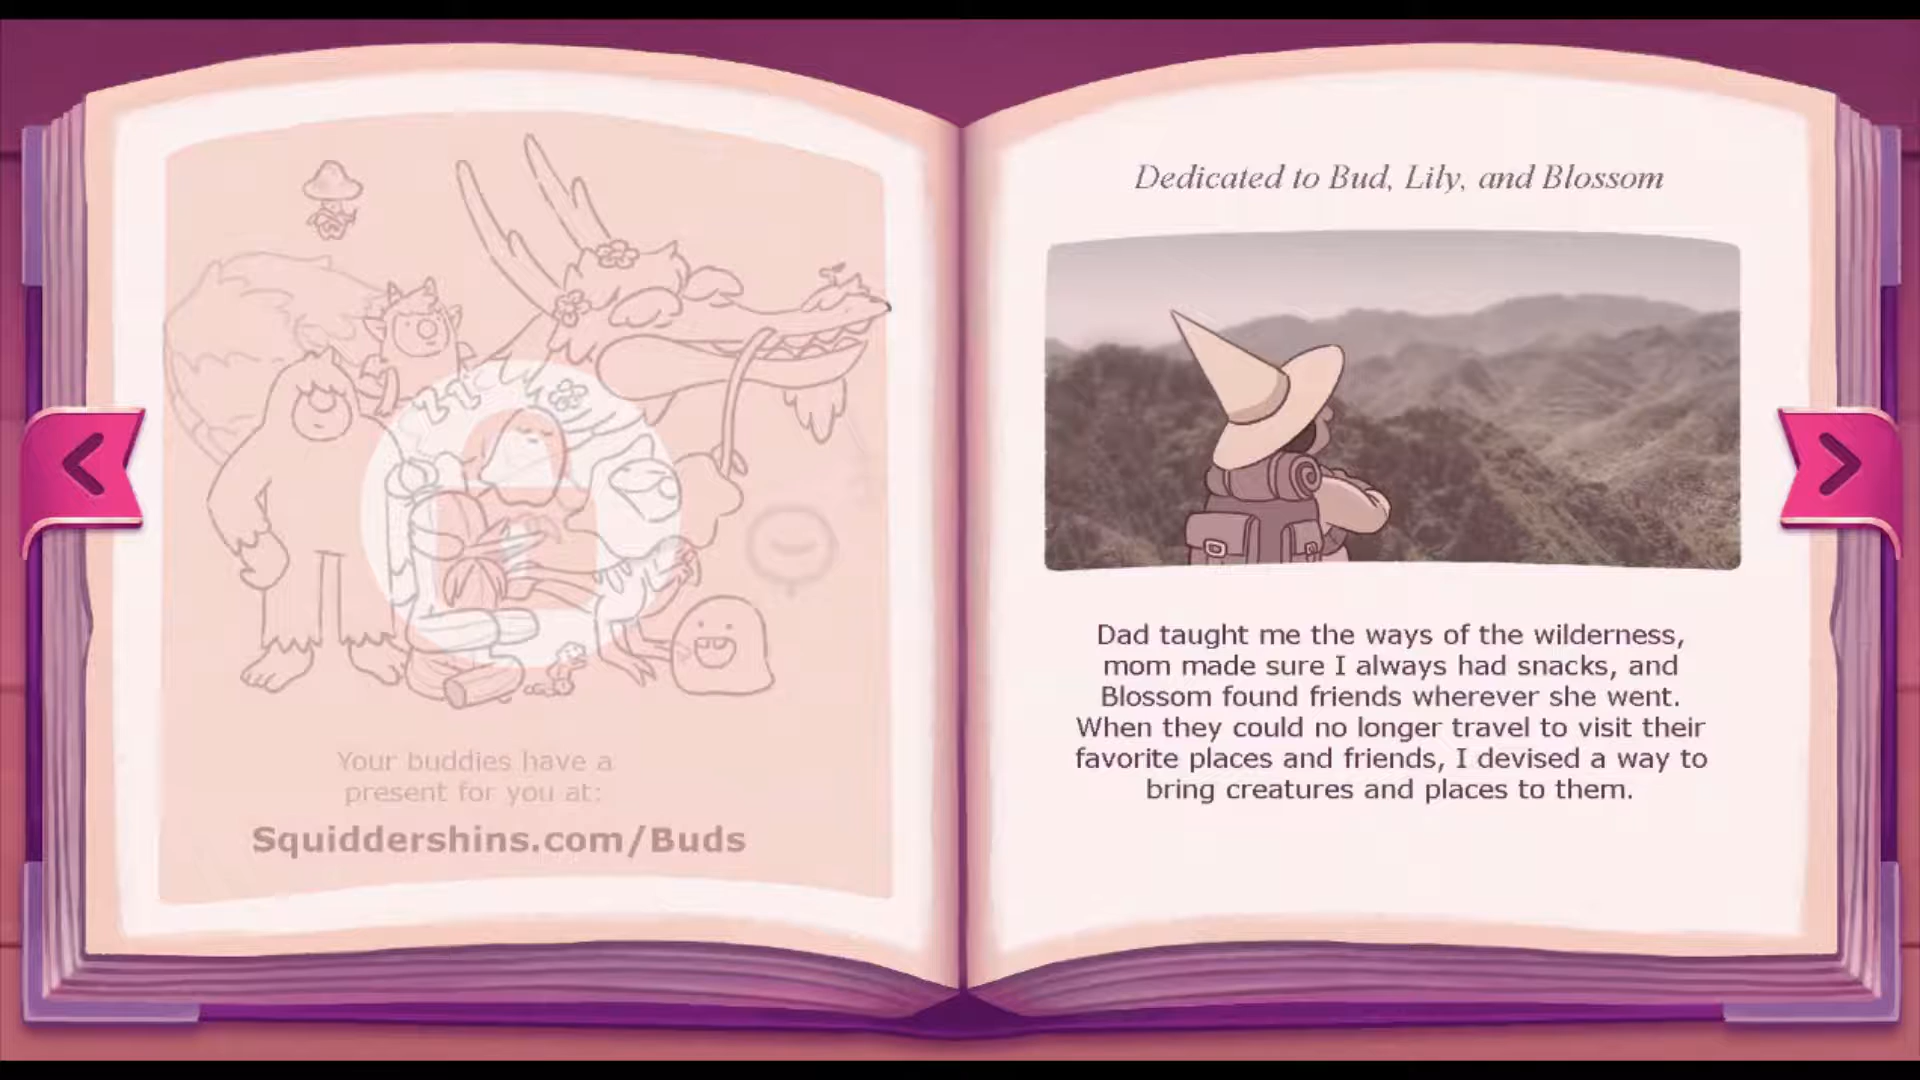 Your buddies have a
present for you at:
Squiddershins.com/Buds
Dedicated to Bud, Lily, and Blossom
Dad taught me the ways of the wilderness,
mom made sure I always had snacks, and
Blossom found friends wherever she went.
When they could no longer travel to visit their
favorite places and friends, I devised a way to
bring creatures and places to them.